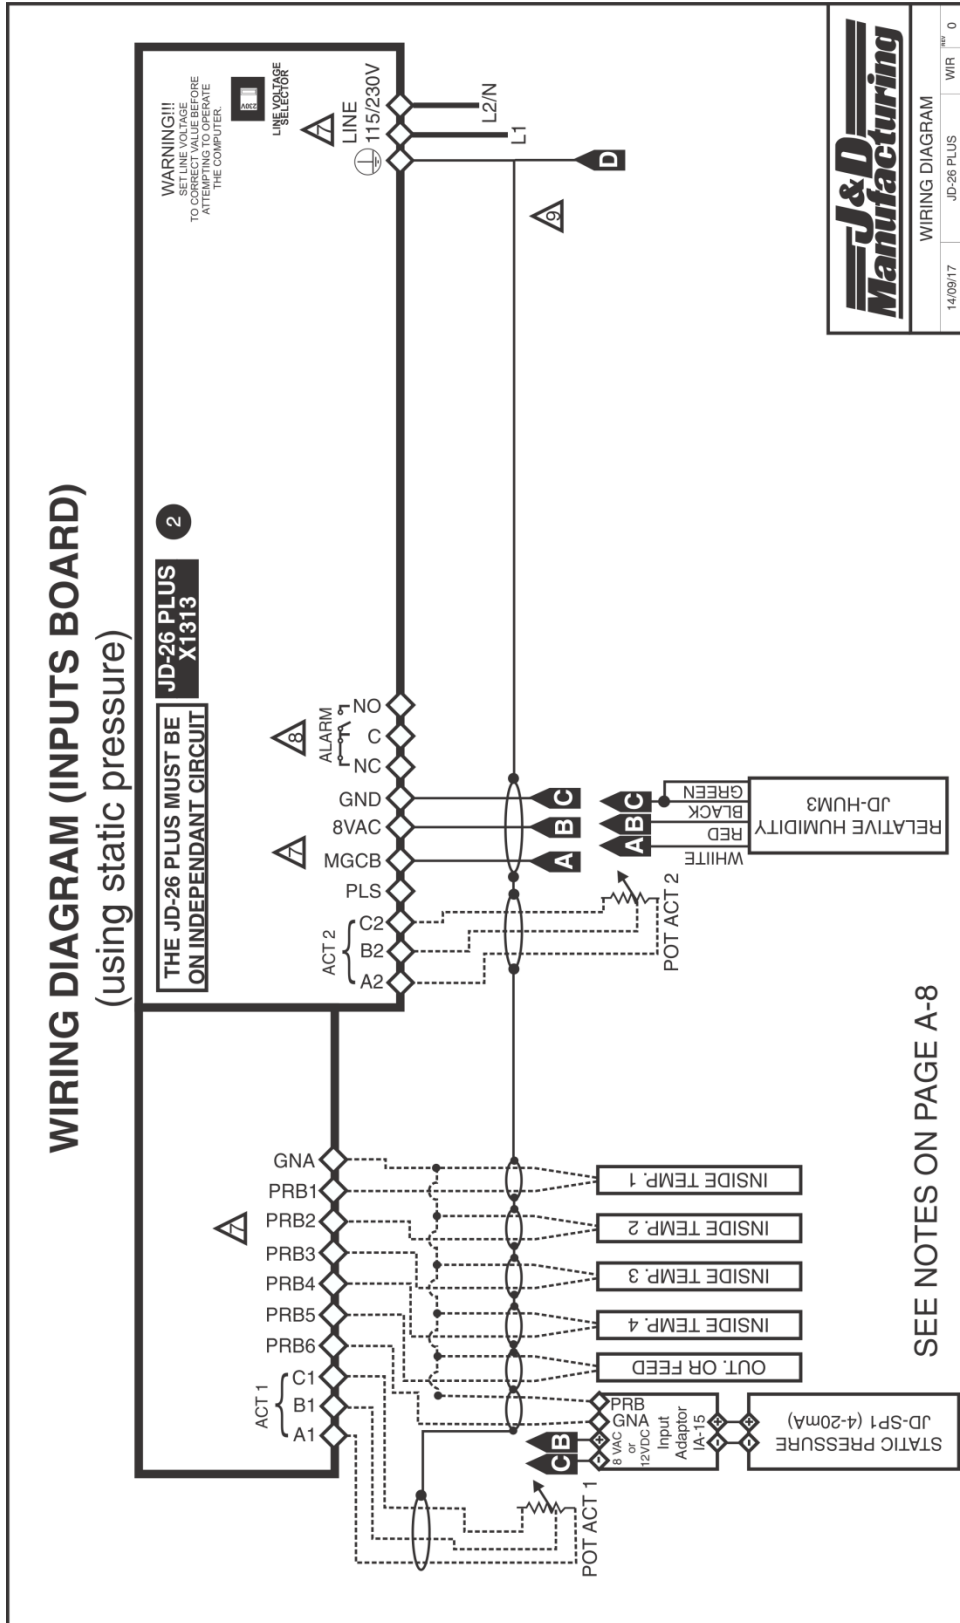 WIRING DIAGRAM (INPUTS BOARD)
(using static pressure)
THE JD-26 PLUS MUST BE
ON INDEPENDANT CIRCUIT
JD-26 PLUS
X1313
2
WARNING!!!
SET LINE VOLTAGE
TO CORRECT VALUE BEFORE
ATTEMPTING TO OPERATE
THE COMPUTER.
230V
LINE VOLTAGE
SELECTOR
ACT 1
A1
B1
C1
PRB6
PRB5
PRB4
PRB3
PRB2
PRB1
GNA
7
ACT 2
A2
B2
C2
PLS
MGCB
8VAC
GND
7
NC
C
NO
ALARM
8
7
LINE
115/230V
L1
L2/N
D
9
A
B
C
POT ACT 1
C
B
8 VAC
or
12VDC
GNA
PRB
Input
Adaptor
IA-15
STATIC PRESSURE
JD-SP1 (4-20mA)
OUT. OR FEED
INSIDE TEMP. 4
INSIDE TEMP. 3
INSIDE TEMP. 2
INSIDE TEMP. 1
POT ACT 2
A
B
C
WHIITE
RED
BLACK
GREEN
RELATIVE HUMIDITY
JD-HUM3
SEE NOTES ON PAGE A-8
J&D
Manufacturing
WIRING DIAGRAM
14/09/17
JD-26 PLUS
WIR
REV
0